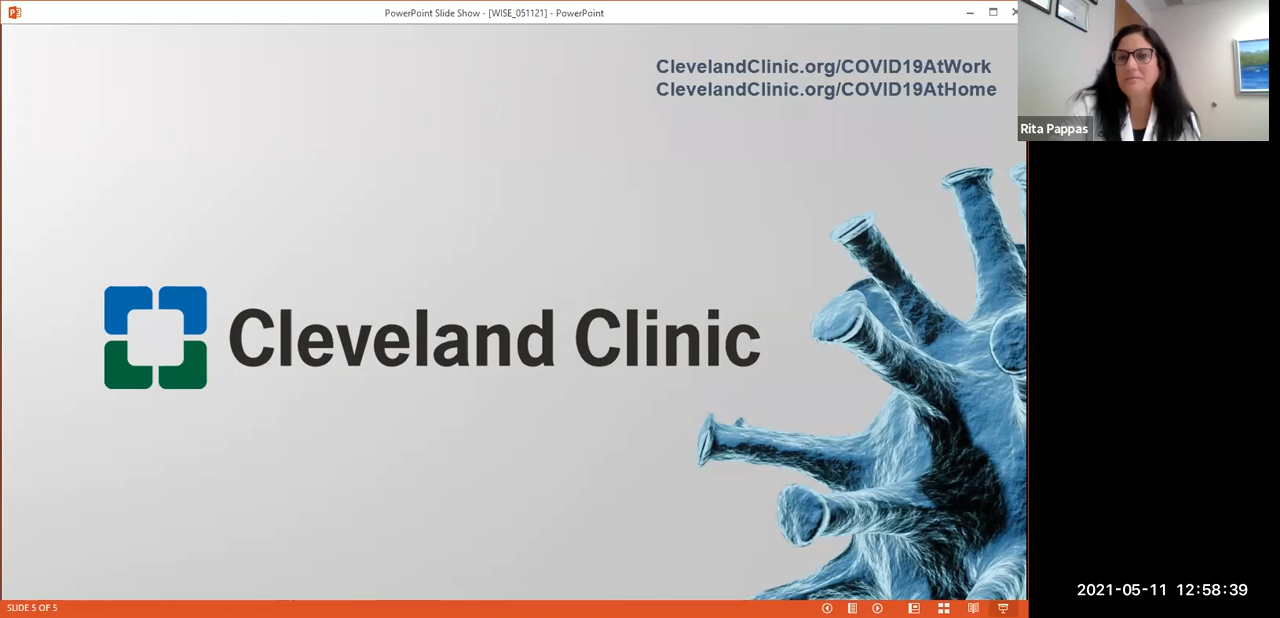 PowerPoint Slide Show - [WISE_051121] - PowerPoint
ClevelandClinic.org/COVID19AtWork
ClevelandClinic.org/COVID19AtHome
Rita Pappas
Cleveland Clinic
2021-05-11 12:58:39
SLIDE 5 OF 5